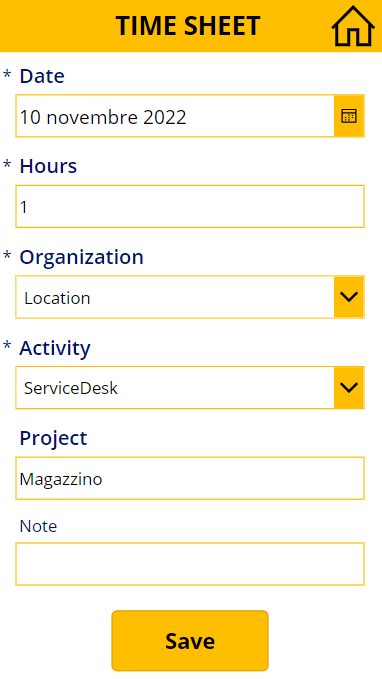 TIME SHEET
* Date
10 novembre 2022
* Hours
1
* Organization
Location
* Activity
ServiceDesk
Project
Magazzino
Note
Save